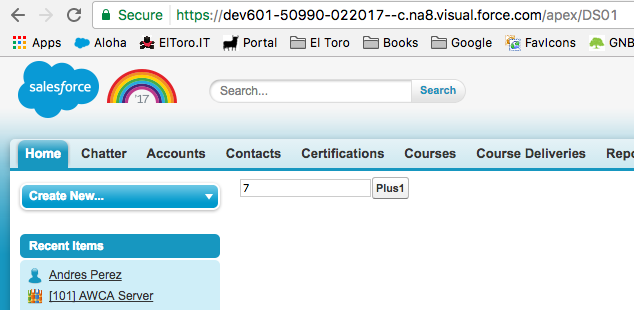 Secure https://dev601-50990-022017--c.na8.visual.force.com/apex/DS01
Apps Aloha ElToro.IT Portal El Toro Books Google FavIcons GNB
salesforce '17 Search... Search
Home Chatter Accounts Contacts Certifications Courses Course Deliveries Repo
Create New... 7 Plus1
Recent Items
Andres Perez
[101] AWCA Server